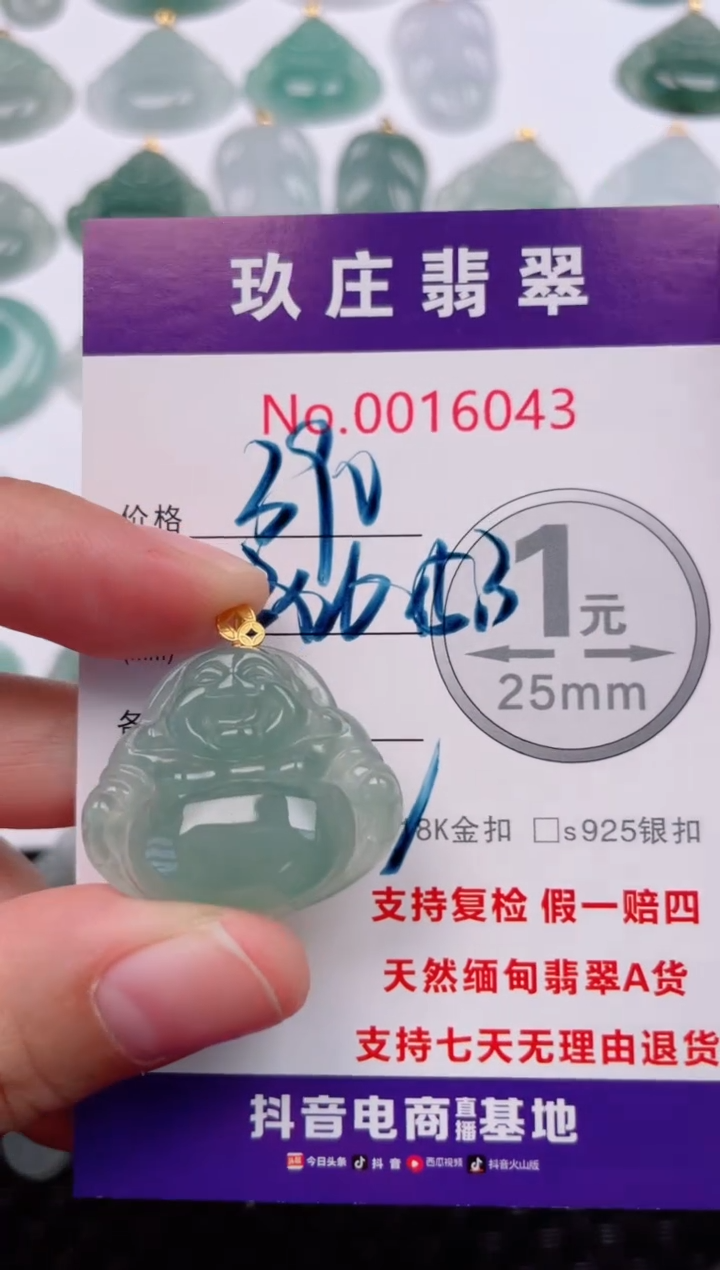 玖庄翡翠
No.0016043
价格
1元
25mm
18K金扣 □s925银扣
支持复检 假一赔四
天然缅甸翡翠A货
支持七天无理由退货
抖音电商直播基地
今日头条 抖音 西瓜视频 抖音火山版